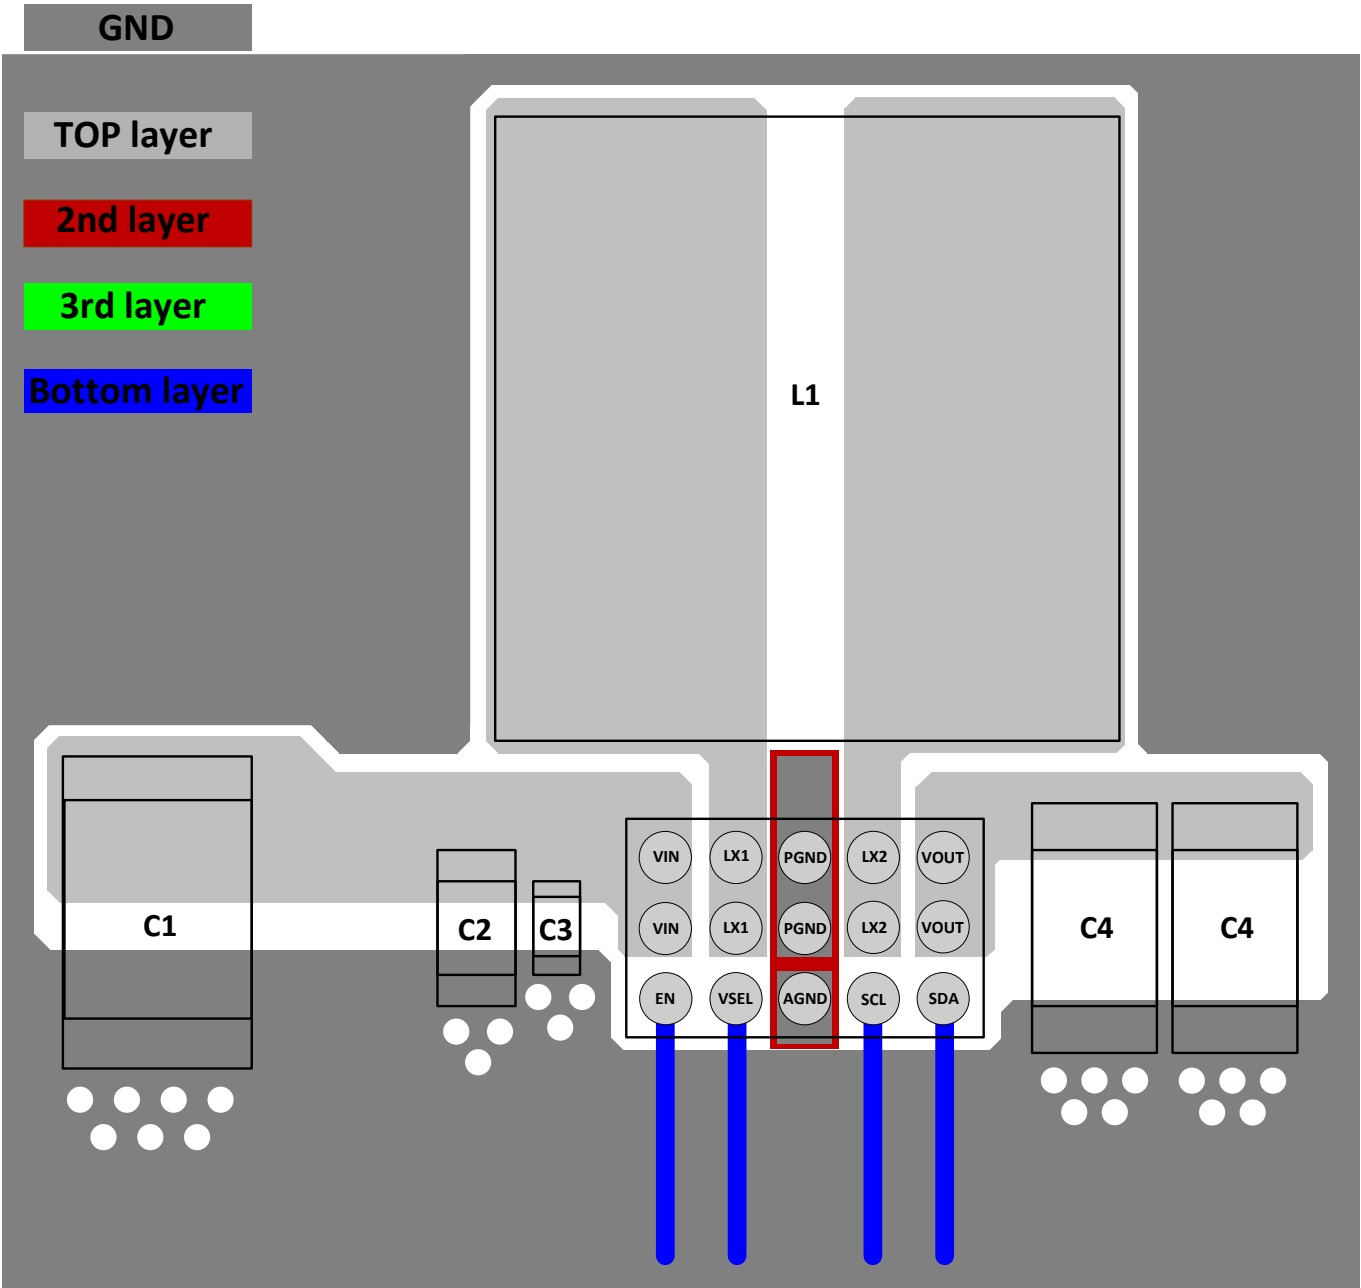 GND
TOP layer
2nd layer
3rd layer
Bottom layer
L1
C1
C2
C3
VIN LX1 PGND LX2 VOUT
VIN LX1 PGND LX2 VOUT
EN VSEL AGND SCL SDA
C4
C4